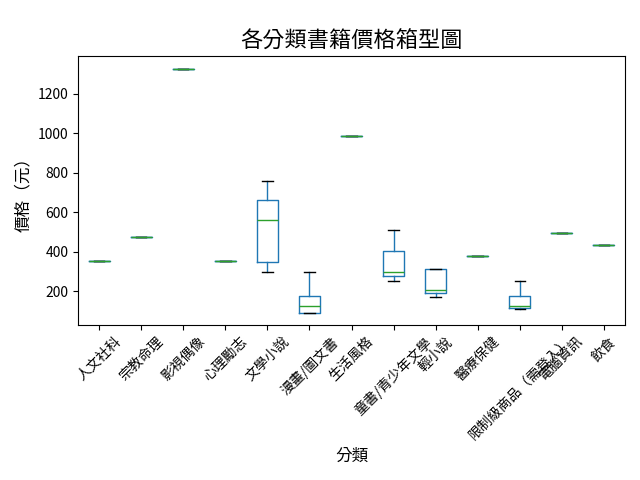 各分類書籍價格箱型圖
價格（元）
1200
1000
800
600
400
200
人文社科
宗教命理
影視偶像
心理勵志
文學小說
漫畫/圖文書
生活風格
童書/青少年文學
輕小說
醫療保健
限制級商品（需登入）
電腦資訊
飲食
分類